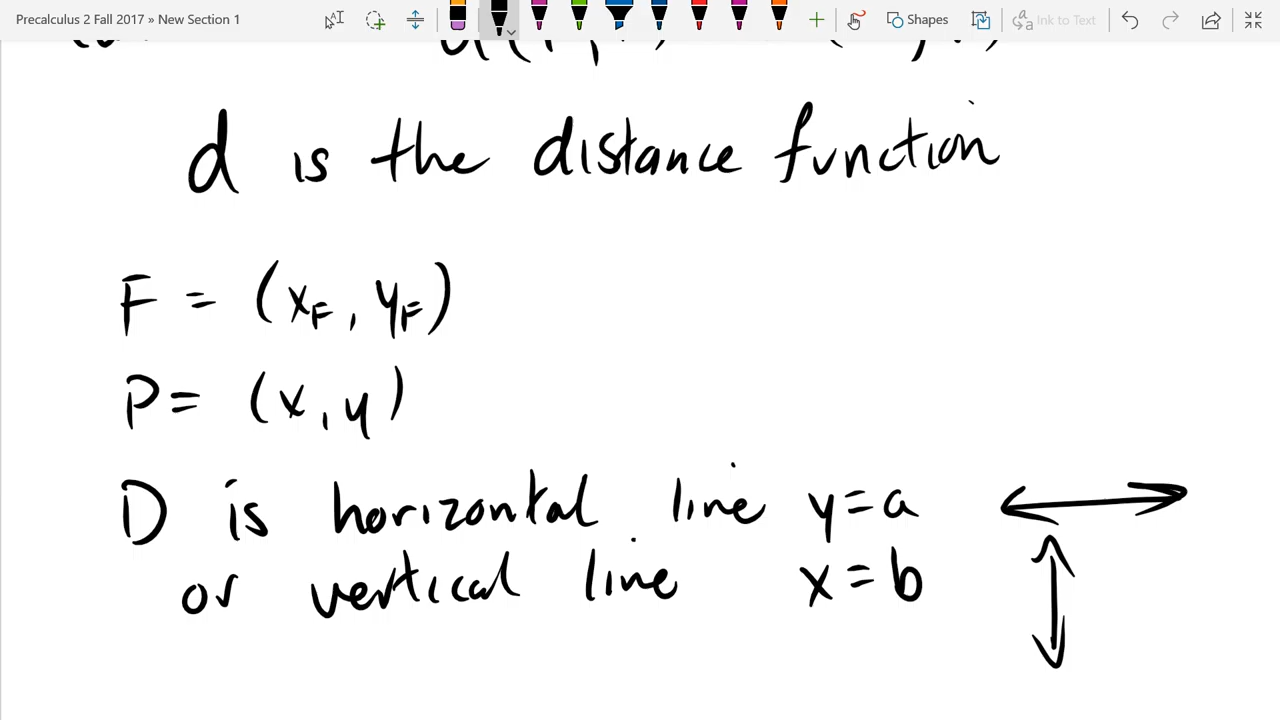 Precalculus 2 Fall 2017 » New Section 1
Shapes
Ink to Text
d is the distance function
F = (x_F, y_F)
P = (x, y)
D is horizontal line y = a
or vertical line x = b